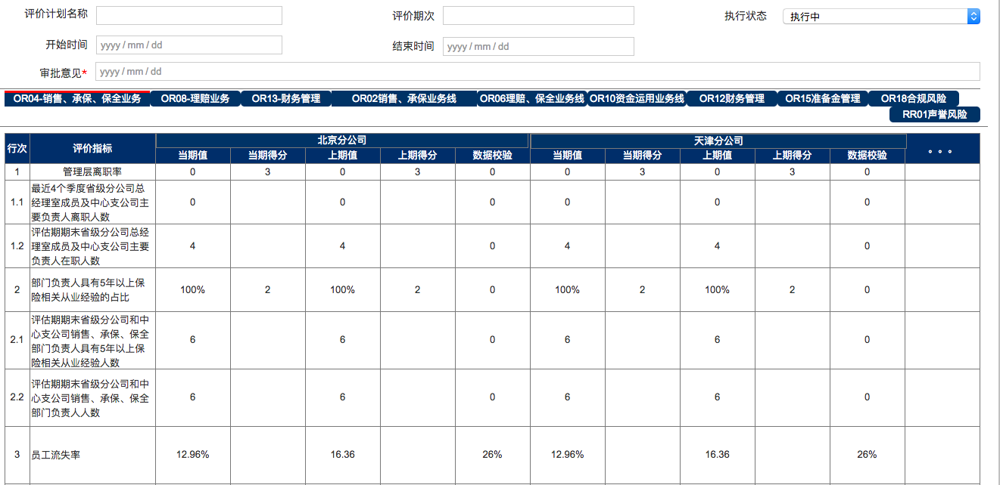 评价计划名称 评价期次 执行状态 执行中
开始时间 yyyy / mm / dd 结束时间 yyyy / mm / dd
审批意见* yyyy / mm / dd
OR04-销售、承保、保全业务 OR08-理赔业务 OR13-财务管理 OR02销售、承保业务线 OR06理赔、保全业务线 OR10资金运用业务线 OR12财务管理 OR15准备金管理 OR18合规风险
RR01声誉风险
行次 评价指标 北京分公司 天津分公司 。。。
当期值 当期得分 上期值 上期得分 数据校验 当期值 当期得分 上期值 上期得分 数据校验
1 管理层离职率 0 3 0 3 0 0 3 0 3 0
最近4个季度省级分公司总
1.1 经理室成员及中心支公司主 0 0 0 0 0 0
要负责人离职人数
评估期期末省级分公司总经
1.2 理室成员及中心支公司主要 4 4 0 4 4 0
负责人在职人数
部门负责人具有5年以上保
2 100% 2 100% 2 0 100% 2 100% 2 0
险相关从业经验的占比
评估期期末省级分公司和中
心支公司销售、承保、保全
2.1 6 6 0 6 6 0
部门负责人具有5年以上保
险相关从业经验人数
评估期期末省级分公司和中
2.2 心支公司销售、承保、保全 6 6 0 6 6 0
部门负责人人数
3 员工流失率 12.96% 16.36 26% 12.96% 16.36 26%